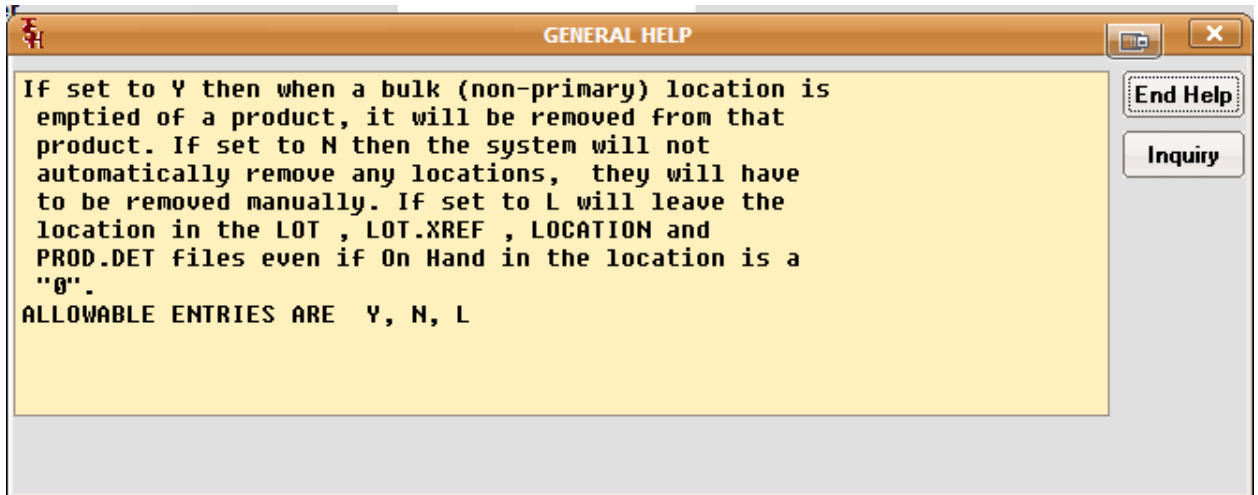 GENERAL HELP
If set to Y then when a bulk (non-primary) location is
emptied of a product, it will be removed from that
product. If set to N then the system will not
automatically remove any locations,  they will have
to be removed manually. If set to L will leave the
location in the LOT , LOT.XREF , LOCATION and
PROD.DET files even if On Hand in the location is a
"0".
ALLOWABLE ENTRIES ARE  Y, N, L
End Help
Inquiry